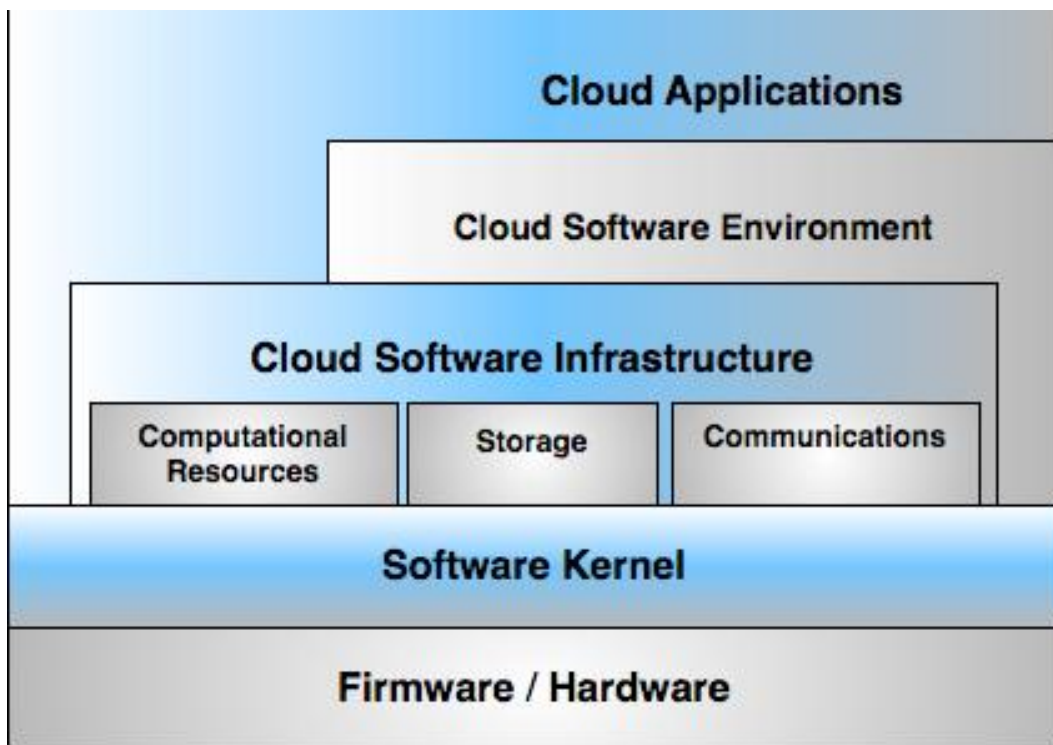 Cloud Applications
Cloud Software Environment
Cloud Software Infrastructure
Computational
Resources
Storage
Communications
Software Kernel
Firmware / Hardware